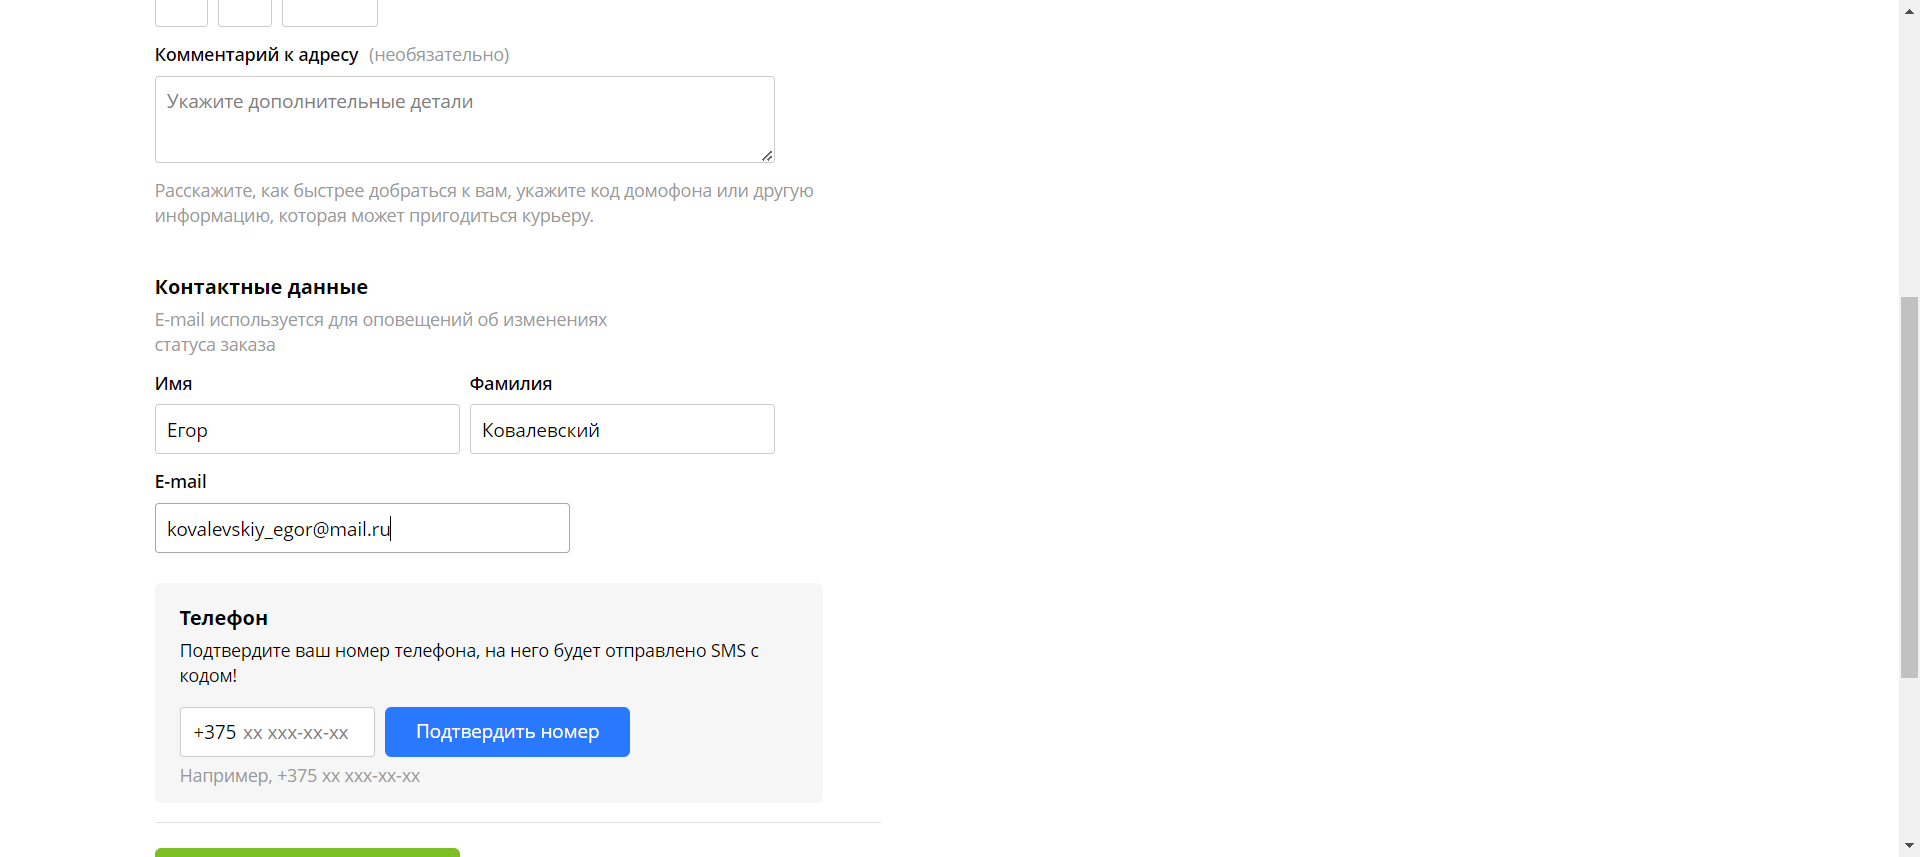 Комментарий к адресу (необязательно)
Укажите дополнительные детали
Расскажите, как быстрее добраться к вам, укажите код домофона или другую
информацию, которая может пригодиться курьеру.
Контактные данные
E-mail используется для оповещений об изменениях
статуса заказа
Имя Фамилия
Егор Ковалевский
E-mail
kovalevskiy_egor@mail.ru
Телефон
Подтвердите ваш номер телефона, на него будет отправлено SMS с
кодом!
+375 xx xxx-xx-xx Подтвердить номер
Например, +375 xx xxx-xx-xx